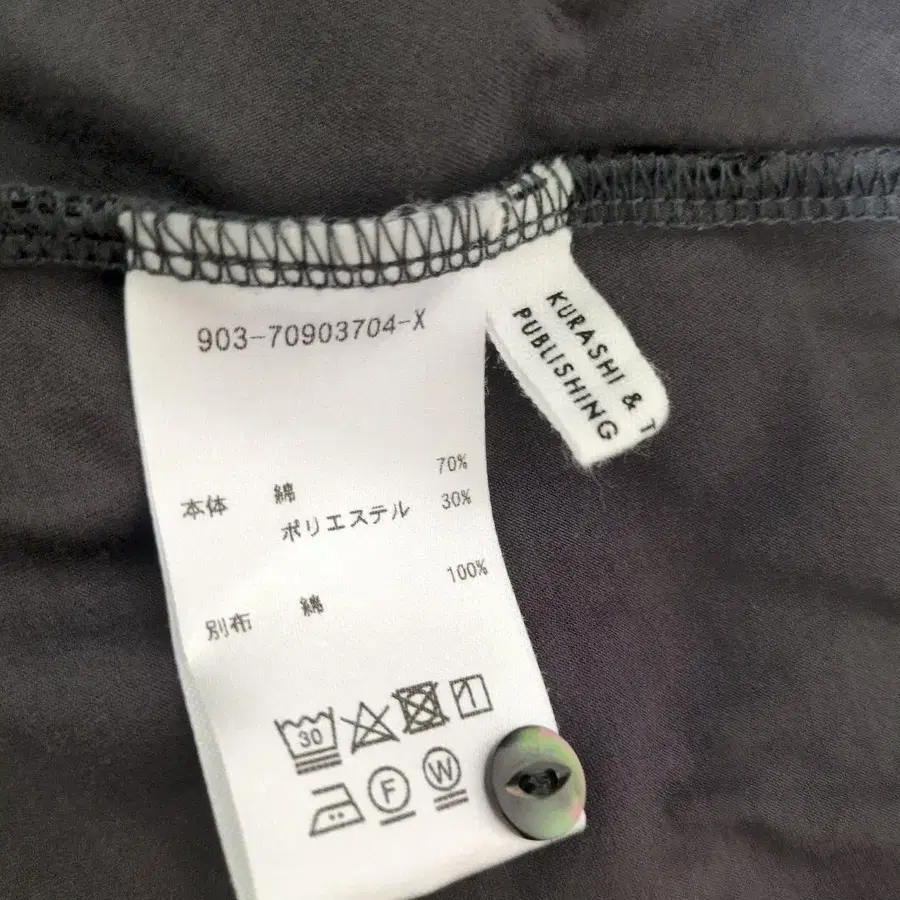 903-70903704-X
KURASHI & T
PUBLISHING
本体 綿 70%
ポリエステル 30%
別布 綿 100%
30
F
W